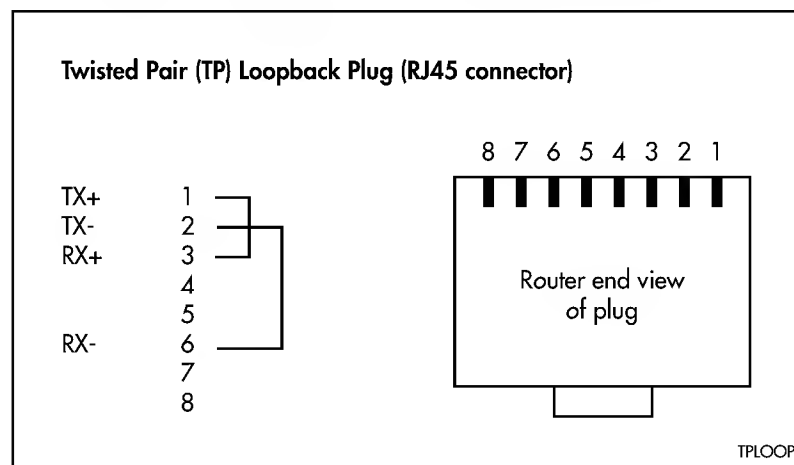 Twisted Pair (TP) Loopback Plug (RJ45 connector)
TX+ 1
TX- 2
RX+ 3
4
5
RX- 6
7
8
8 7 6 5 4 3 2 1
Router end view
of plug
TPLOOP